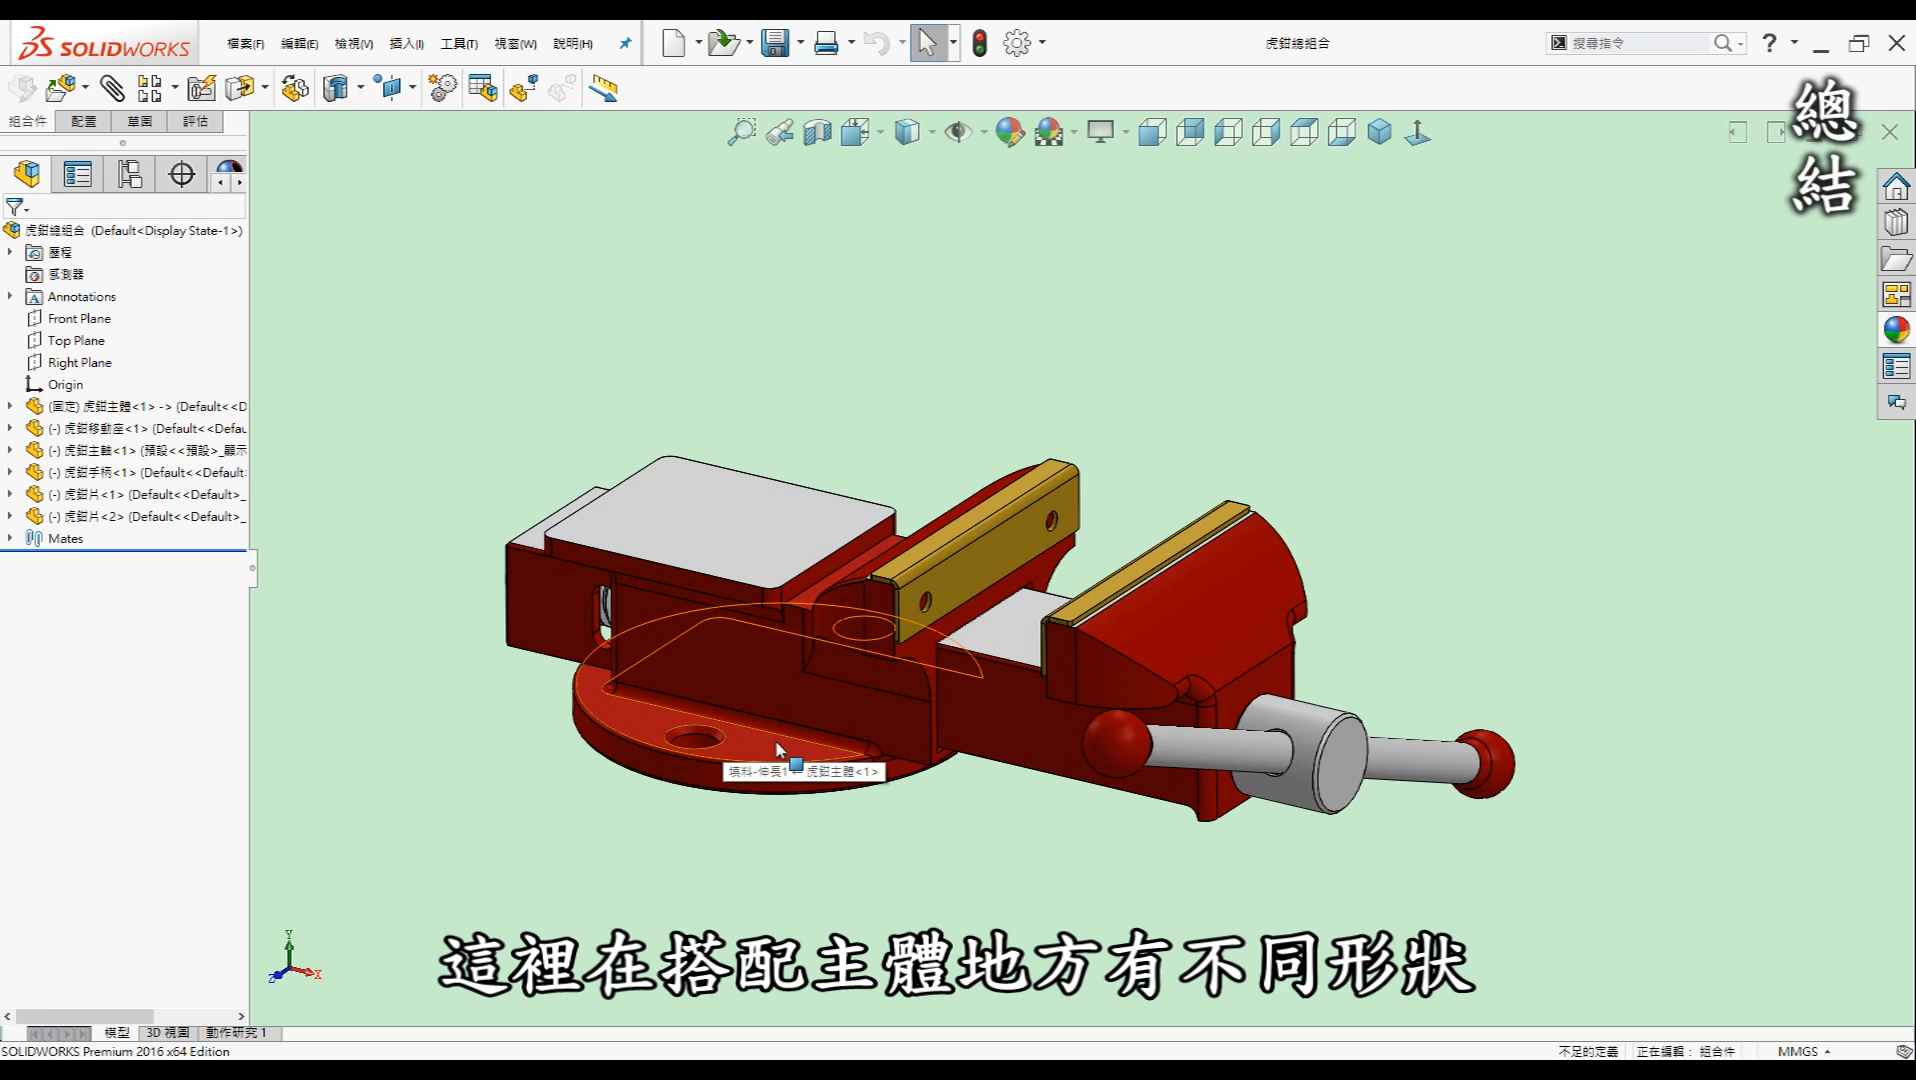 SOLIDWORKS
檔案(F) 編輯(E) 檢視(V) 插入(I) 工具(T) 視窗(W) 說明(H)
虎鉗總組合
搜尋指令
組合件 配置 草圖 評估
總結
虎鉗總組合 (Default<Display State-1>)
歷程
感測器
Annotations
Front Plane
Top Plane
Right Plane
Origin
(固定) 虎鉗主體<1> -> (Default<<D
(-) 虎鉗移動座<1> (Default<<Defau
(-) 虎鉗主軸<1> (預設<<預設>_顯示
(-) 虎鉗手柄<1> (Default<<Default
(-) 虎鉗片<1> (Default<<Default>_
(-) 虎鉗片<2> (Default<<Default>_
Mates
填料-伸長1 虎鉗主體<1>
Y
Z X
這裡在搭配主體地方有不同形狀
模型 3D 視圖 動作研究 1
SOLIDWORKS Premium 2016 x64 Edition
不足的定義 正在編輯： 組合件 MMGS